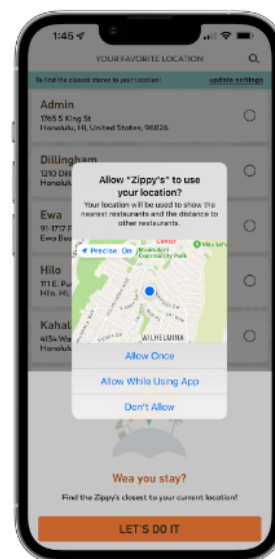 1:45
YOUR FAVORITE LOCATION
To find the closest stores to your location! update settings
Admin
1765 S King St
Honolulu, HI, United States, 96826
Dillingham
1210 Dil
Honolulu
Allow "Zippy's" to use
your location?
Your location will be used to show the
nearest restaurants and the distance to
other restaurants.
Ewa
91-1717 F
Ewa Bea
Precise: On
Center
Community Park
Hilo
111 E. Pu
Hilo, HI,
WILHELMINA
Kahal
4134 Wa
Honolulu
Allow Once
Allow While Using App
Don't Allow
Wea you stay?
Find the Zippy's closest to your current location!
LET'S DO IT